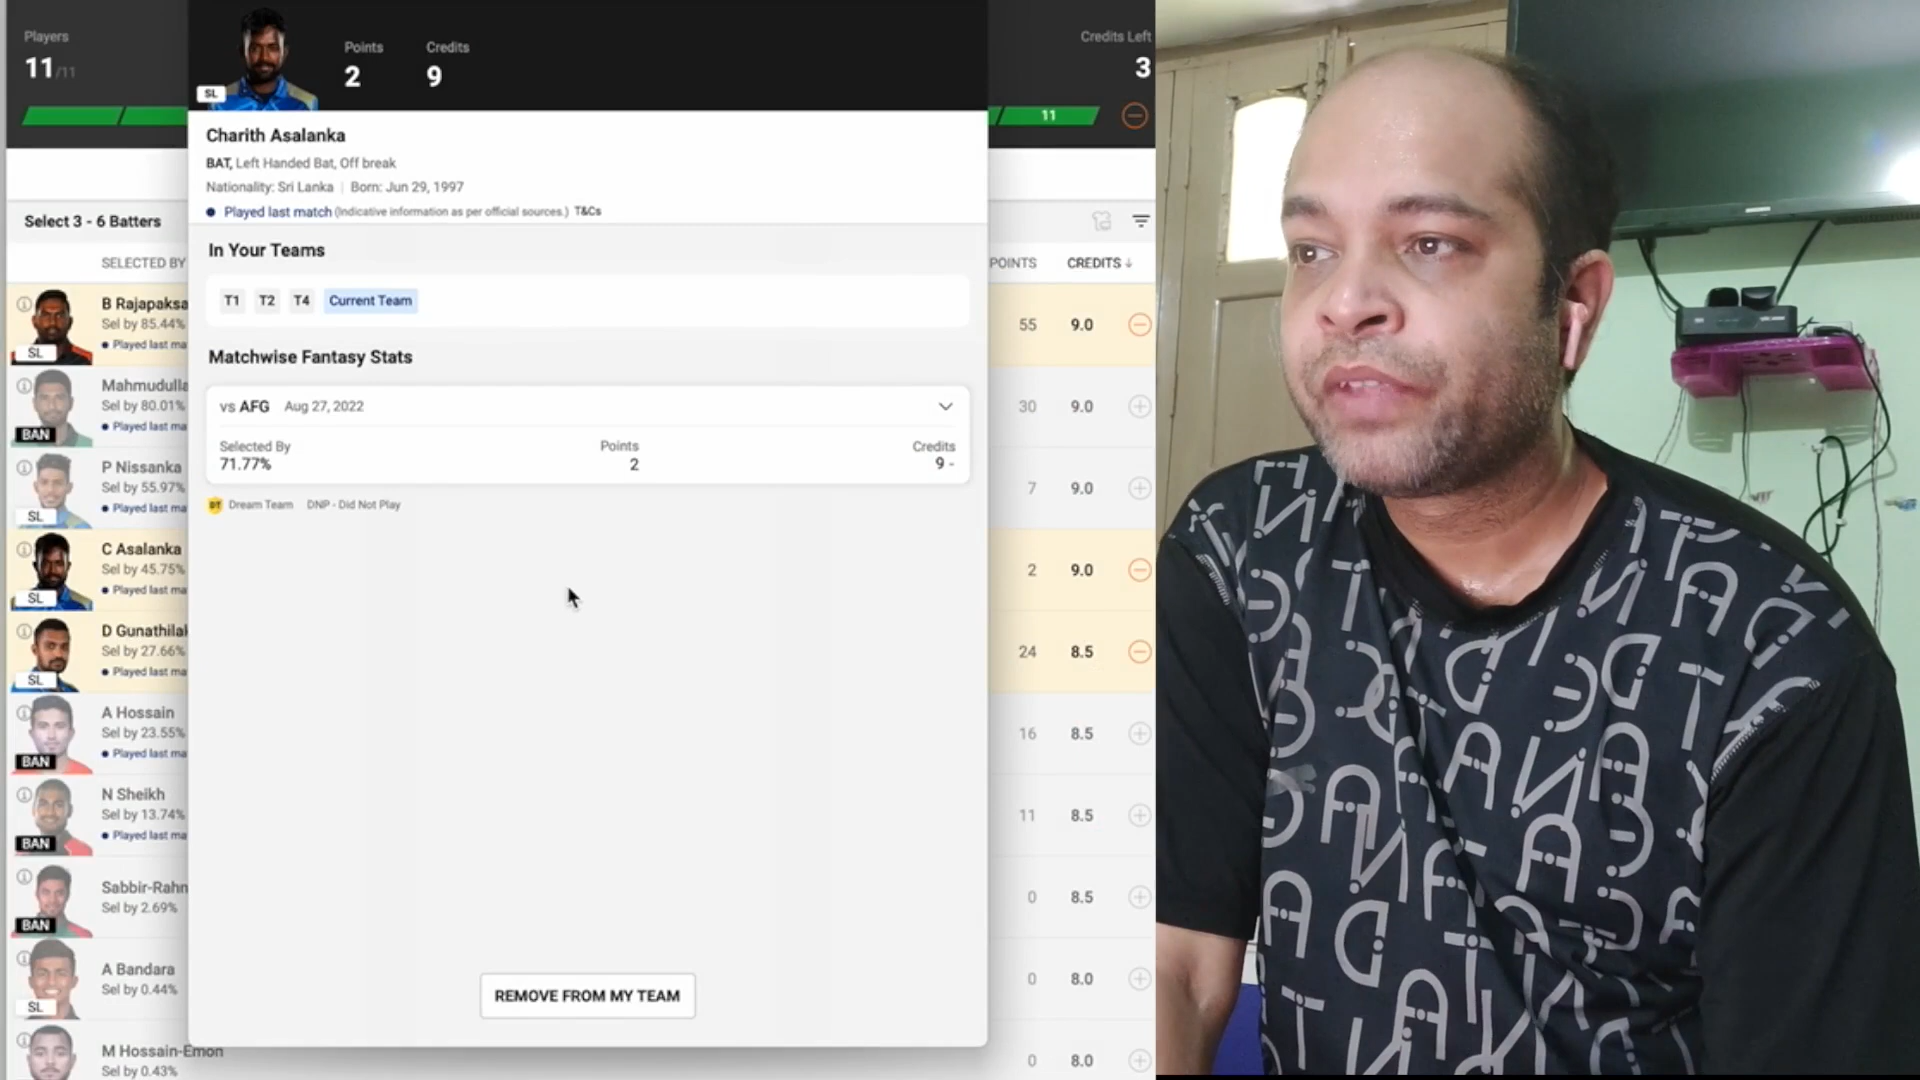 Players
11/11
Points
2
Credits
9
SL
Credits Left
3
11
Charith Asalanka
BAT, Left Handed Bat, Off break
Nationality: Sri Lanka | Born: Jun 29, 1997
Played last match (Indicative information as per official sources.) T&Cs
In Your Teams
T1 T2 T4 Current Team
Matchwise Fantasy Stats
vs AFG Aug 27, 2022
Selected By
71.77%
Points
2
Credits
9 -
DT Dream Team DNP - Did Not Play
REMOVE FROM MY TEAM
Select 3 - 6 Batters
SELECTED BY POINTS CREDITS
B Rajapaksa
Sel by 85.44%
Played last ma
SL
55 9.0
Mahmudulla
Sel by 80.01%
Played last ma
BAN
30 9.0
P Nissanka
Sel by 55.97%
Played last ma
SL
7 9.0
C Asalanka
Sel by 45.75%
Played last ma
SL
2 9.0
D Gunathilak
Sel by 27.66%
Played last ma
SL
24 8.5
A Hossain
Sel by 23.55%
Played last ma
BAN
16 8.5
N Sheikh
Sel by 13.74%
Played last ma
BAN
11 8.5
Sabbir-Rahn
Sel by 2.69%
BAN
0 8.5
A Bandara
Sel by 0.44%
SL
0 8.0
M Hossain-Emon
Sel by 0.43%
0 8.0